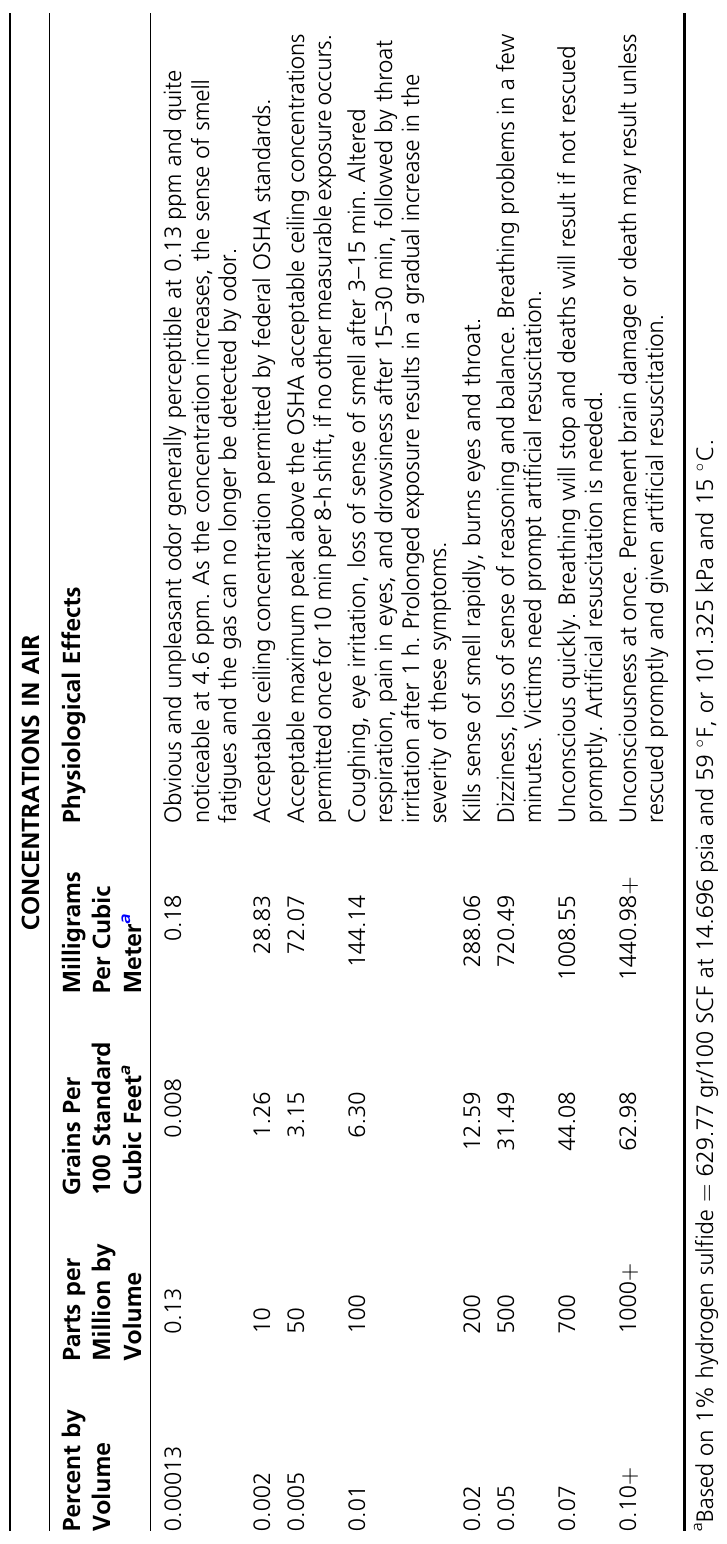 CONCENTRATIONS IN AIR
Percent by Volume Parts per Million by Volume Grains Per 100 Standard Cubic Feetᵃ Milligrams Per Cubic Meterᵃ Physiological Effects
0.00013 0.13 0.008 0.18 Obvious and unpleasant odor generally perceptible at 0.13 ppm and quite
noticeable at 4.6 ppm. As the concentration increases, the sense of smell
fatigues and the gas can no longer be detected by odor.
0.002 10 1.26 28.83 Acceptable ceiling concentration permitted by federal OSHA standards.
0.005 50 3.15 72.07 Acceptable maximum peak above the OSHA acceptable ceiling concentrations
permitted once for 10 min per 8-h shift, if no other measurable exposure occurs.
0.01 100 6.30 144.14 Coughing, eye irritation, loss of sense of smell after 3–15 min. Altered
respiration, pain in eyes, and drowsiness after 15–30 min, followed by throat
irritation after 1 h. Prolonged exposure results in a gradual increase in the
severity of these symptoms.
0.02 200 12.59 288.06 Kills sense of smell rapidly, burns eyes and throat.
0.05 500 31.49 720.49 Dizziness, loss of sense of reasoning and balance. Breathing problems in a few
minutes. Victims need prompt artificial resuscitation.
0.07 700 44.08 1008.55 Unconscious quickly. Breathing will stop and deaths will result if not rescued
promptly. Artificial resuscitation is needed.
0.10+ 1000+ 62.98 1440.98+ Unconsciousness at once. Permanent brain damage or death may result unless
rescued promptly and given artificial resuscitation.
ᵃBased on 1% hydrogen sulfide = 629.77 gr/100 SCF at 14.696 psia and 59 °F, or 101.325 kPa and 15 °C.